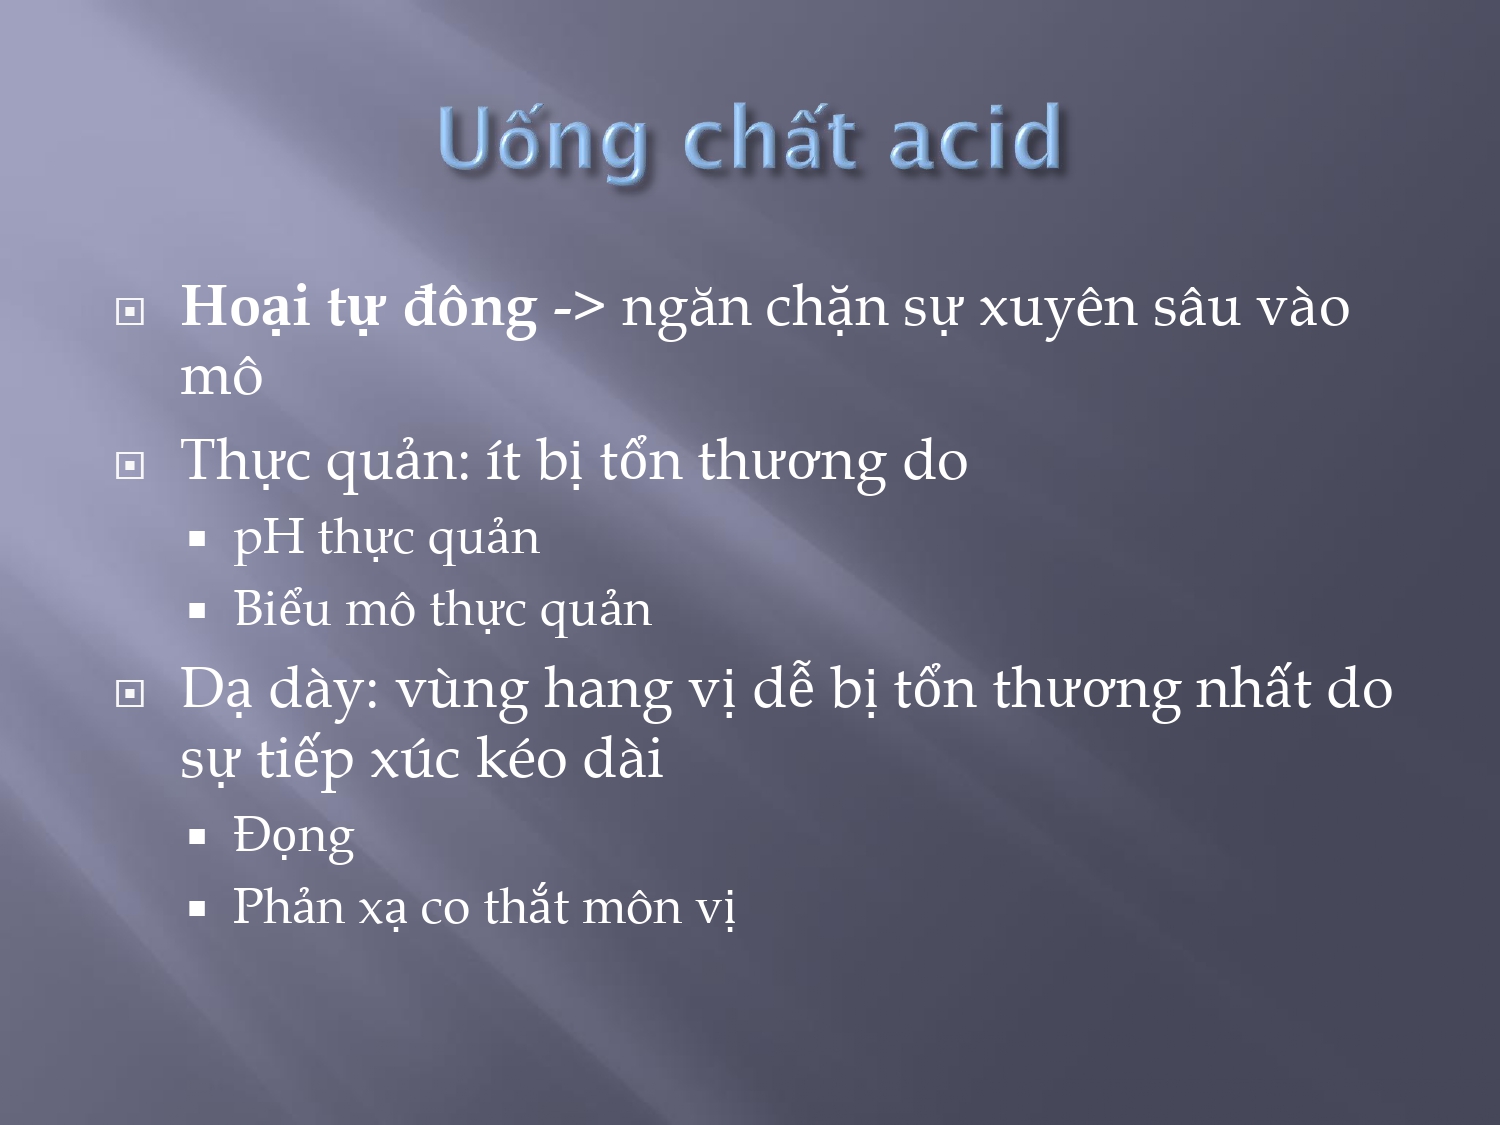 Uống chất acid
Hoại tự đông -> ngăn chặn sự xuyên sâu vào
mô
Thực quản: ít bị tổn thương do
pH thực quản
Biểu mô thực quản
Dạ dày: vùng hang vị dễ bị tổn thương nhất do
sự tiếp xúc kéo dài
Đọng
Phản xạ co thắt môn vị